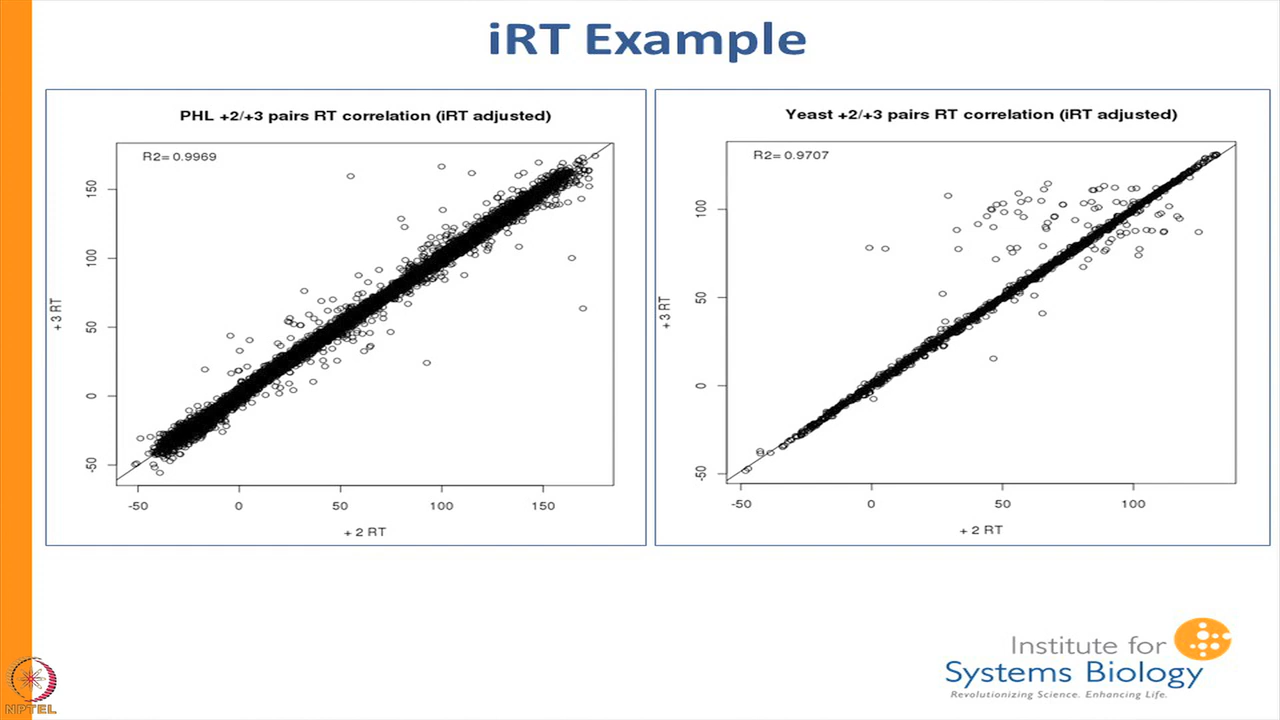 iRT Example
PHL +2/+3 pairs RT correlation (iRT adjusted)
R2= 0.9969
150
100
50
0
-50
+ 3 RT
-50 0 50 100 150
+ 2 RT
Yeast +2/+3 pairs RT correlation (iRT adjusted)
R2= 0.9707
100
50
0
-50
+ 3 RT
-50 0 50 100
+ 2 RT
Institute for
Systems Biology
Revolutionizing Science. Enhancing Life.
NPTEL